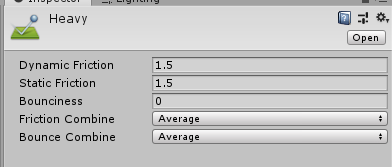 Inspector Lighting
Heavy
Open
Dynamic Friction 1.5
Static Friction 1.5
Bounciness 0
Friction Combine Average
Bounce Combine Average